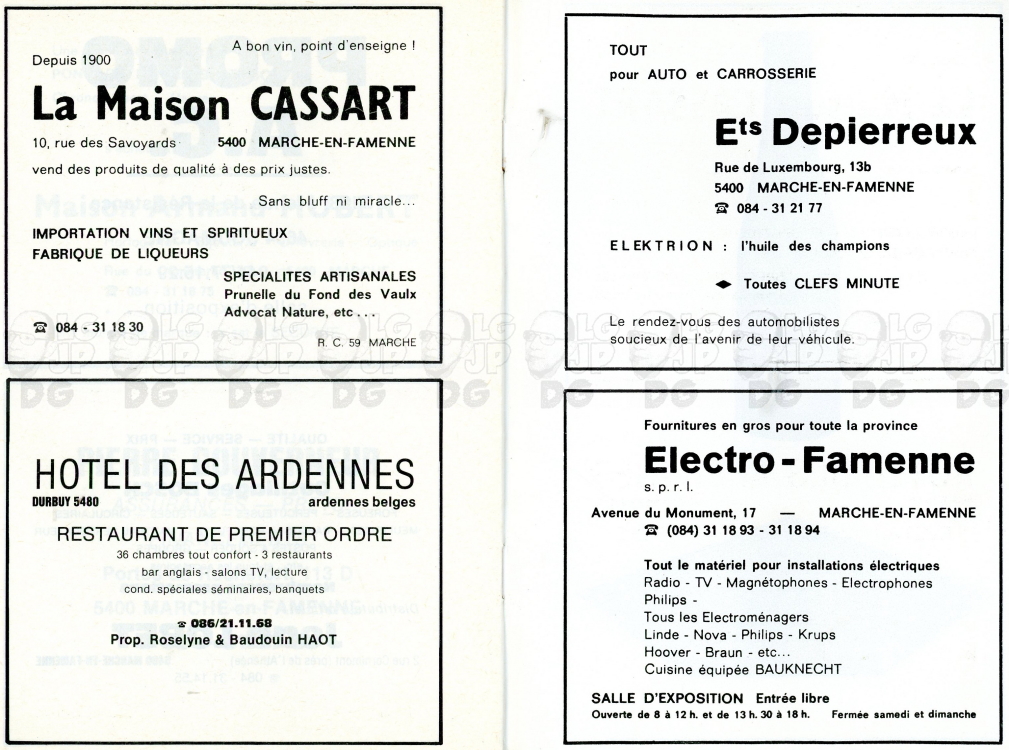 A bon vin, point d'enseigne !
Depuis 1900
La Maison CASSART
10, rue des Savoyards 5400 MARCHE-EN-FAMENNE
vend des produits de qualité à des prix justes.
Sans bluff ni miracle...
IMPORTATION VINS ET SPIRITUEUX
FABRIQUE DE LIQUEURS
SPECIALITES ARTISANALES
Prunelle du Fond des Vaulx
Advocat Nature, etc ...
☎ 084 - 31 18 30
R. C. 59 MARCHE
HOTEL DES ARDENNES
DURBUY 5480 ardennes belges
RESTAURANT DE PREMIER ORDRE
36 chambres tout confort - 3 restaurants
bar anglais - salons TV, lecture
cond. spéciales séminaires, banquets
☎ 086/21.11.68
Prop. Roselyne & Baudouin HAOT
TOUT
pour AUTO et CARROSSERIE
Ets Depierreux
Rue de Luxembourg, 13b
5400 MARCHE-EN-FAMENNE
☎ 084 - 31 21 77
ELEKTRION : l'huile des champions
◆ Toutes CLEFS MINUTE
Le rendez-vous des automobilistes
soucieux de l'avenir de leur véhicule.
Fournitures en gros pour toute la province
Electro - Famenne
s. p. r. l.
Avenue du Monument, 17 — MARCHE-EN-FAMENNE
☎ (084) 31 18 93 - 31 18 94
Tout le matériel pour installations électriques
Radio - TV - Magnétophones - Electrophones
Philips -
Tous les Electroménagers
Linde - Nova - Philips - Krups
Hoover - Braun - etc...
Cuisine équipée BAUKNECHT
SALLE D'EXPOSITION Entrée libre
Ouverte de 8 à 12 h. et de 13 h. 30 à 18 h. Fermée samedi et dimanche
LG JP DG